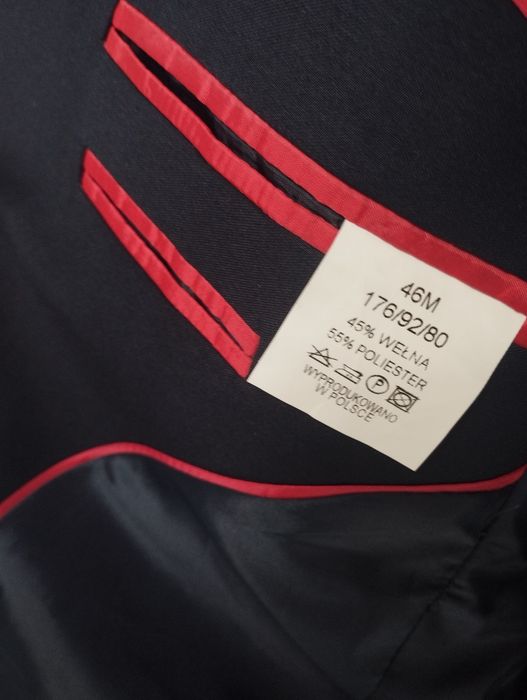 46M
176/92/80
45% WEŁNA
55% POLIESTER
P
WYPRODUKOWANO
W POLSCE